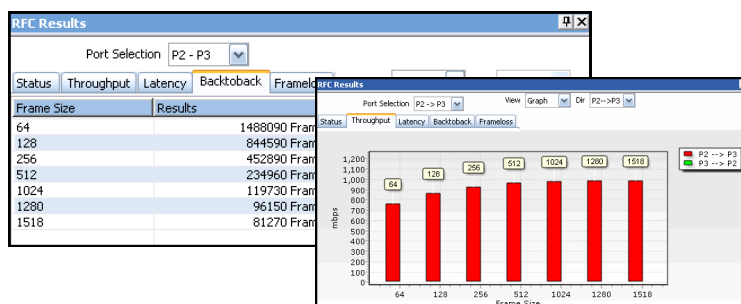 RFC Results
Port Selection P2 - P3
Status Throughput Latency Backtoback Framelo
Frame Size Results
64 1488090 Fram
128 844590 Fram
256 452890 Fram
512 234960 Fram
1024 119730 Fram
1280 96150 Fram
1518 81270 Fram
RFC Results
Port Selection P2 -> P3 View Graph Dir P2-->P3
Status Throughput Latency Backtoback Frameloss
P2 --> P3
P3 --> P2
64 128 256 512 1024 1280 1518
1,200
1,100
1,000
900
800
700
600
500
400
300
200
100
0
mbps
64 128 256 512 1024 1280 1518
Frame Size